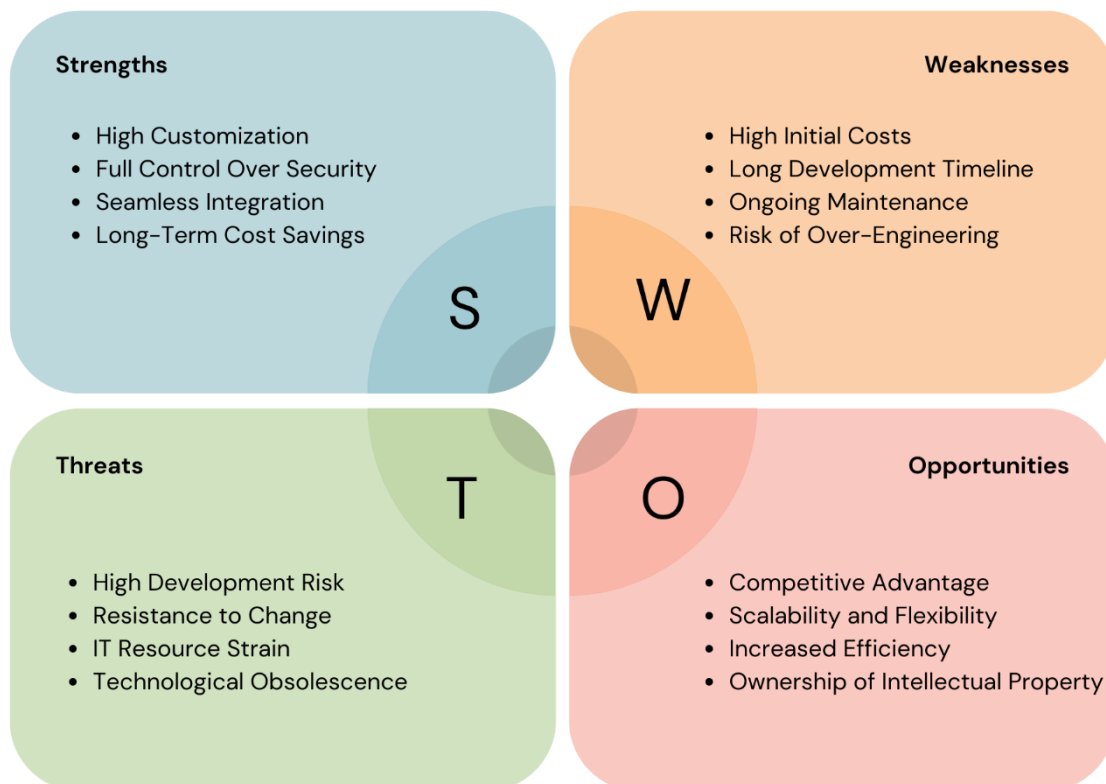 Strengths
• High Customization
• Full Control Over Security
• Seamless Integration
• Long-Term Cost Savings
S
Weaknesses
• High Initial Costs
• Long Development Timeline
• Ongoing Maintenance
• Risk of Over-Engineering
W
Threats
T
• High Development Risk
• Resistance to Change
• IT Resource Strain
• Technological Obsolescence
Opportunities
O
• Competitive Advantage
• Scalability and Flexibility
• Increased Efficiency
• Ownership of Intellectual Property